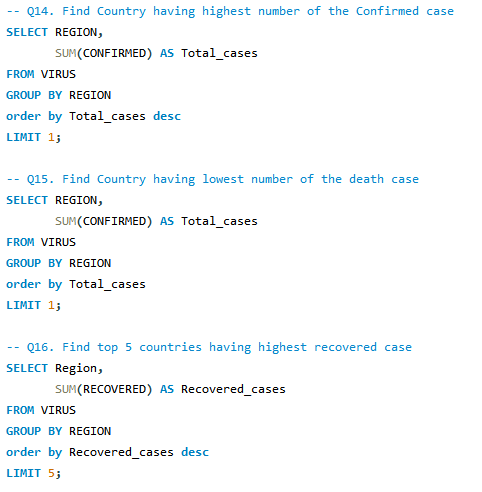 -- Q14. Find Country having highest number of the Confirmed case
SELECT REGION,
SUM(CONFIRMED) AS Total_cases
FROM VIRUS
GROUP BY REGION
order by Total_cases desc
LIMIT 1;
-- Q15. Find Country having lowest number of the death case
SELECT REGION,
SUM(CONFIRMED) AS Total_cases
FROM VIRUS
GROUP BY REGION
order by Total_cases
LIMIT 1;
-- Q16. Find top 5 countries having highest recovered case
SELECT Region,
SUM(RECOVERED) AS Recovered_cases
FROM VIRUS
GROUP BY REGION
order by Recovered_cases desc
LIMIT 5;